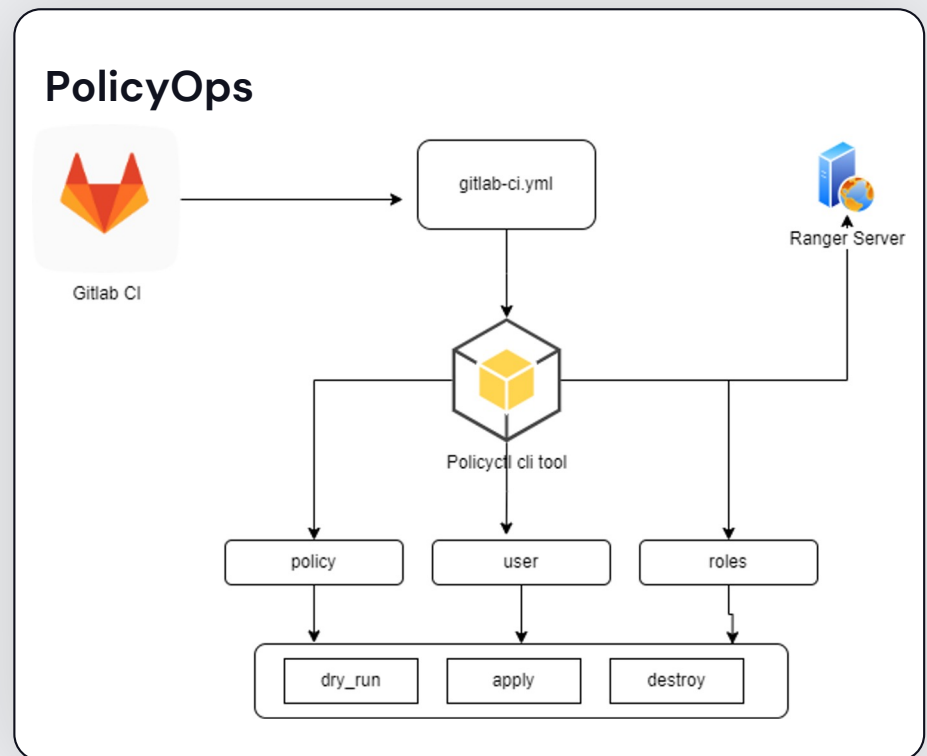 PolicyOps
gitlab-ci.yml
Ranger Server
Gitlab CI
Policyctl cli tool
policy
user
roles
dry_run
apply
destroy